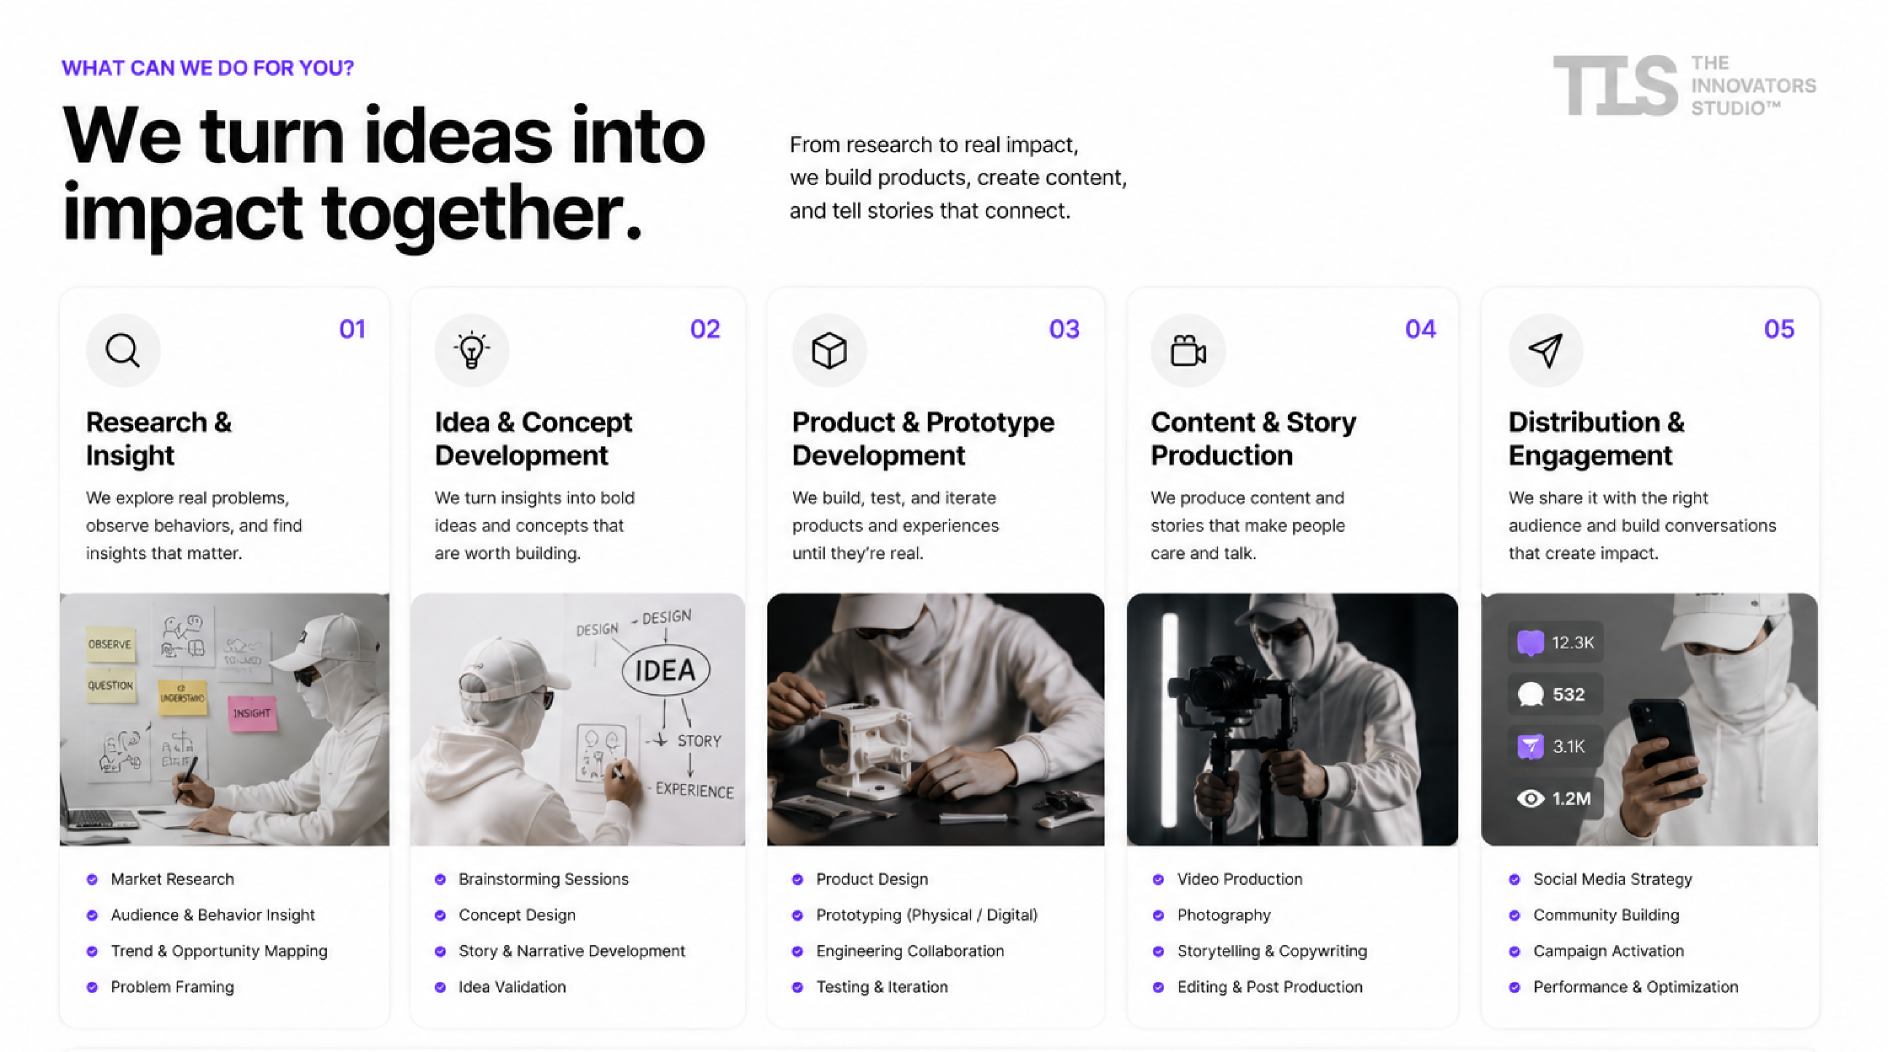 WHAT CAN WE DO FOR YOU?
We turn ideas into
impact together.
From research to real impact,
we build products, create content,
and tell stories that connect.
TIS
THE
INNOVATORS
STUDIO™
01
Research &
Insight
We explore real problems,
observe behaviors, and find
insights that matter.
OBSERVE
QUESTION
UNDERSTAND
INSIGHT
Market Research
Audience & Behavior Insight
Trend & Opportunity Mapping
Problem Framing
02
Idea & Concept
Development
We turn insights into bold
ideas and concepts that
are worth building.
DESIGN
DESIGN
IDEA
STORY
EXPERIENCE
Brainstorming Sessions
Concept Design
Story & Narrative Development
Idea Validation
03
Product & Prototype
Development
We build, test, and iterate
products and experiences
until they’re real.
Product Design
Prototyping (Physical / Digital)
Engineering Collaboration
Testing & Iteration
04
Content & Story
Production
We produce content and
stories that make people
care and talk.
Video Production
Photography
Storytelling & Copywriting
Editing & Post Production
05
Distribution &
Engagement
We share it with the right
audience and build conversations
that create impact.
12.3K
532
3.1K
1.2M
Social Media Strategy
Community Building
Campaign Activation
Performance & Optimization